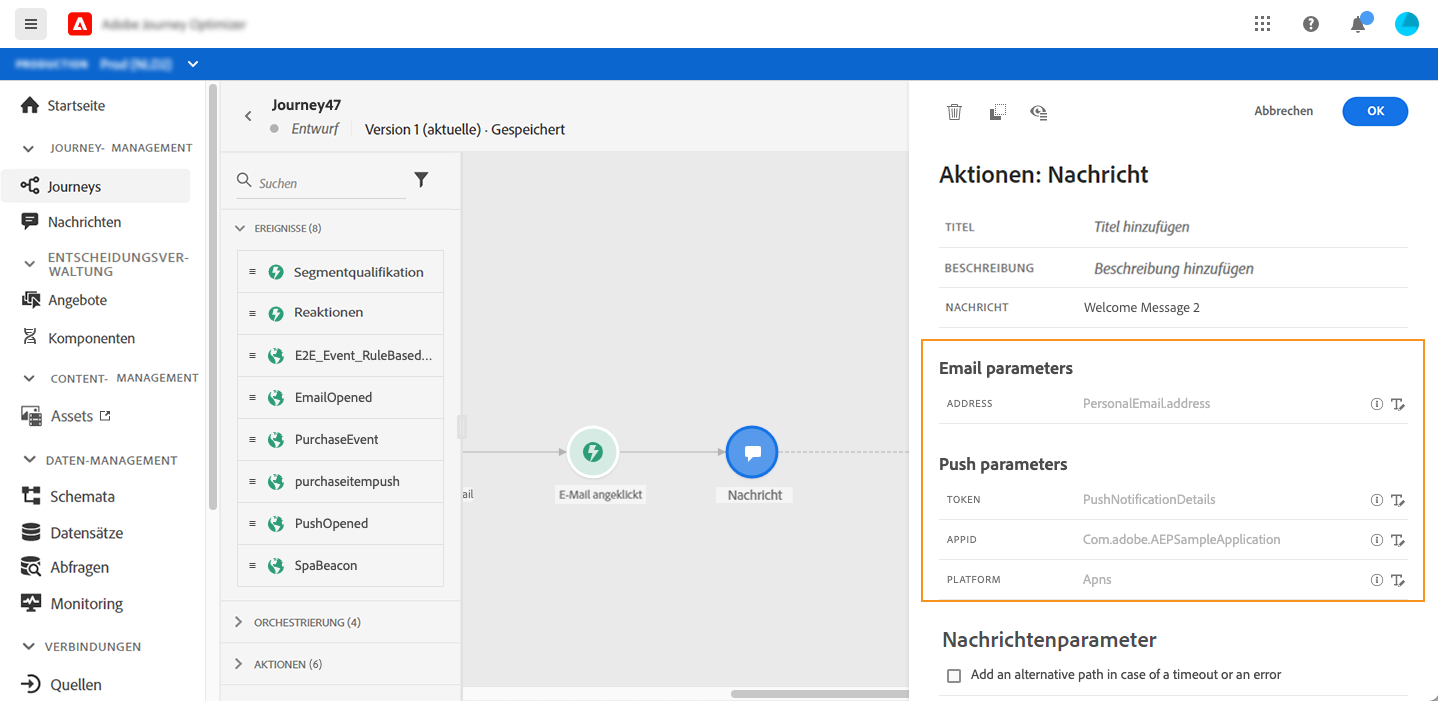 Adobe Journey Optimizer
PRODUCTION Prod (NLD2)
Startseite
JOURNEY- MANAGEMENT
Journeys
Nachrichten
ENTSCHEIDUNGSVER-
WALTUNG
Angebote
Komponenten
CONTENT- MANAGEMENT
Assets
DATEN-MANAGEMENT
Schemata
Datensätze
Abfragen
Monitoring
VERBINDUNGEN
Quellen
Journey47
Entwurf
Version 1 (aktuelle) · Gespeichert
Suchen
EREIGNISSE (8)
Segmentqualifikation
Reaktionen
E2E_Event_RuleBased...
EmailOpened
PurchaseEvent
purchaseitempush
PushOpened
SpaBeacon
ORCHESTRIERUNG (4)
AKTIONEN (6)
ail
E-Mail angeklickt
Nachricht
Abbrechen
OK
Aktionen: Nachricht
TITEL Titel hinzufügen
BESCHREIBUNG Beschreibung hinzufügen
NACHRICHT Welcome Message 2
Email parameters
ADDRESS PersonalEmail.address
Push parameters
TOKEN PushNotificationDetails
APPID Com.adobe.AEPSampleApplication
PLATFORM Apns
Nachrichtenparameter
Add an alternative path in case of a timeout or an error